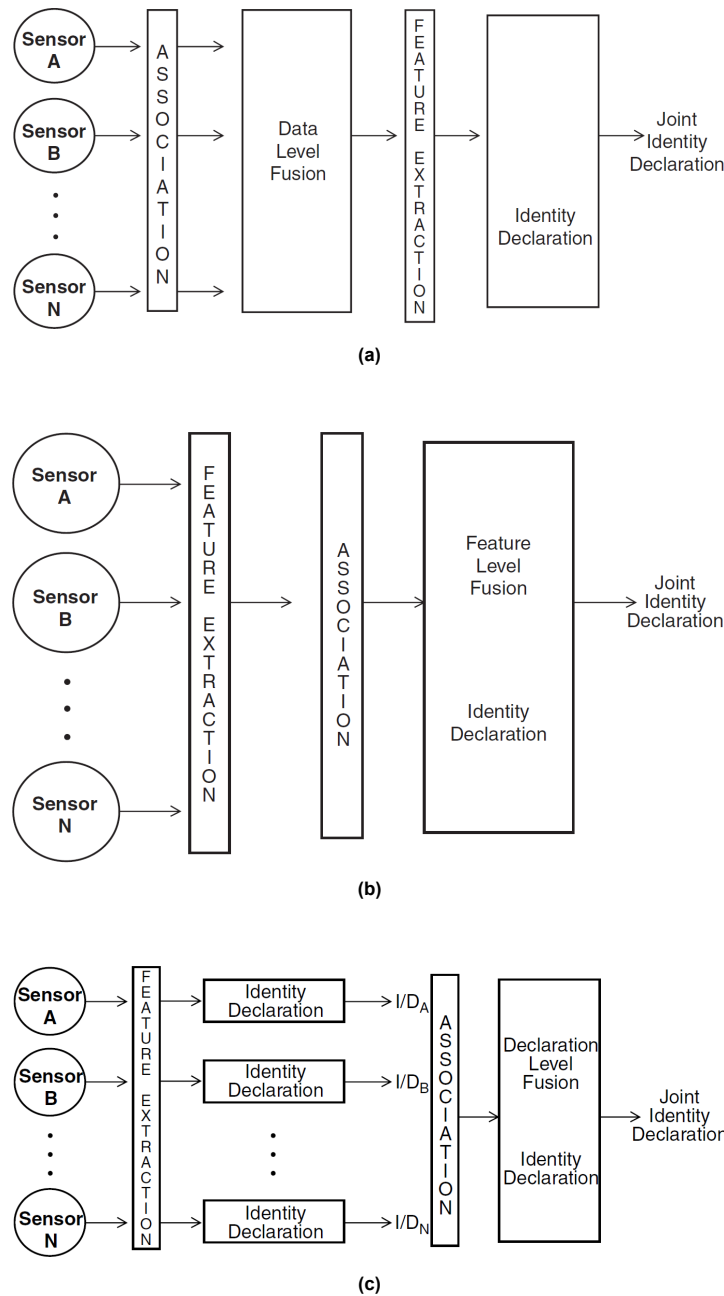 Sensor
A
Sensor
B
Sensor
N
ASSOCIATION
Data
Level
Fusion
FEATURE EXTRACTION
Identity
Declaration
Joint
Identity
Declaration
(a)
Sensor
A
Sensor
B
Sensor
N
FEATURE EXTRACTION
ASSOCIATION
Feature
Level
Fusion
Identity
Declaration
Joint
Identity
Declaration
(b)
Sensor
A
Sensor
B
Sensor
N
FEATURE EXTRACTION
Identity
Declaration
Identity
Declaration
Identity
Declaration
I/DA
I/DB
I/DN
ASSOCIATION
Declaration
Level
Fusion
Identity
Declaration
Joint
Identity
Declaration
(c)